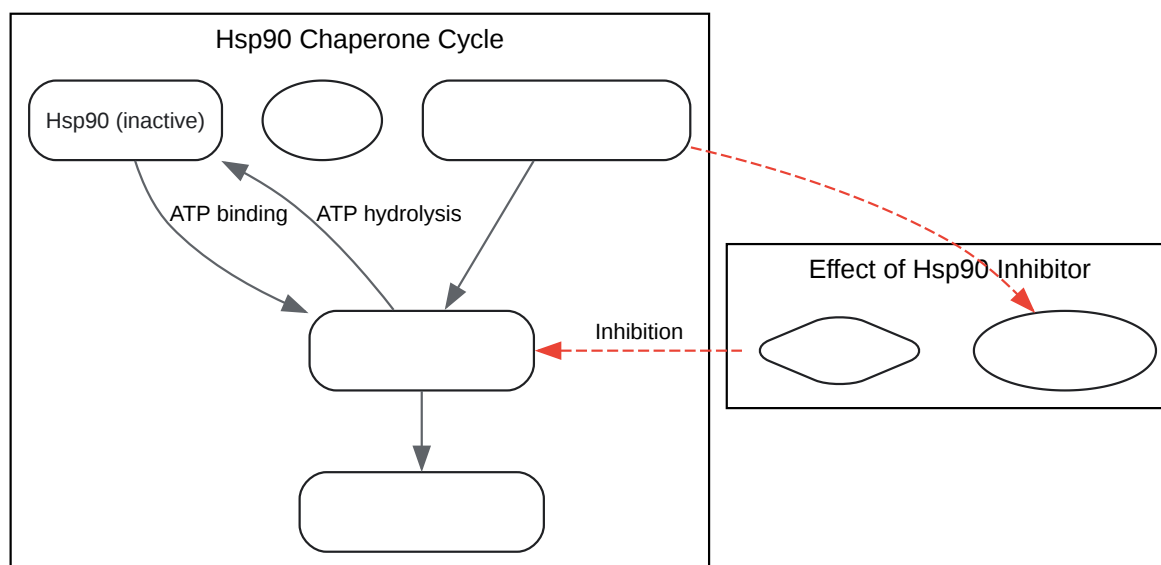 Hsp90 Chaperone Cycle
Hsp90 (inactive)
ATP binding
ATP hydrolysis
Effect of Hsp90 Inhibitor
Inhibition